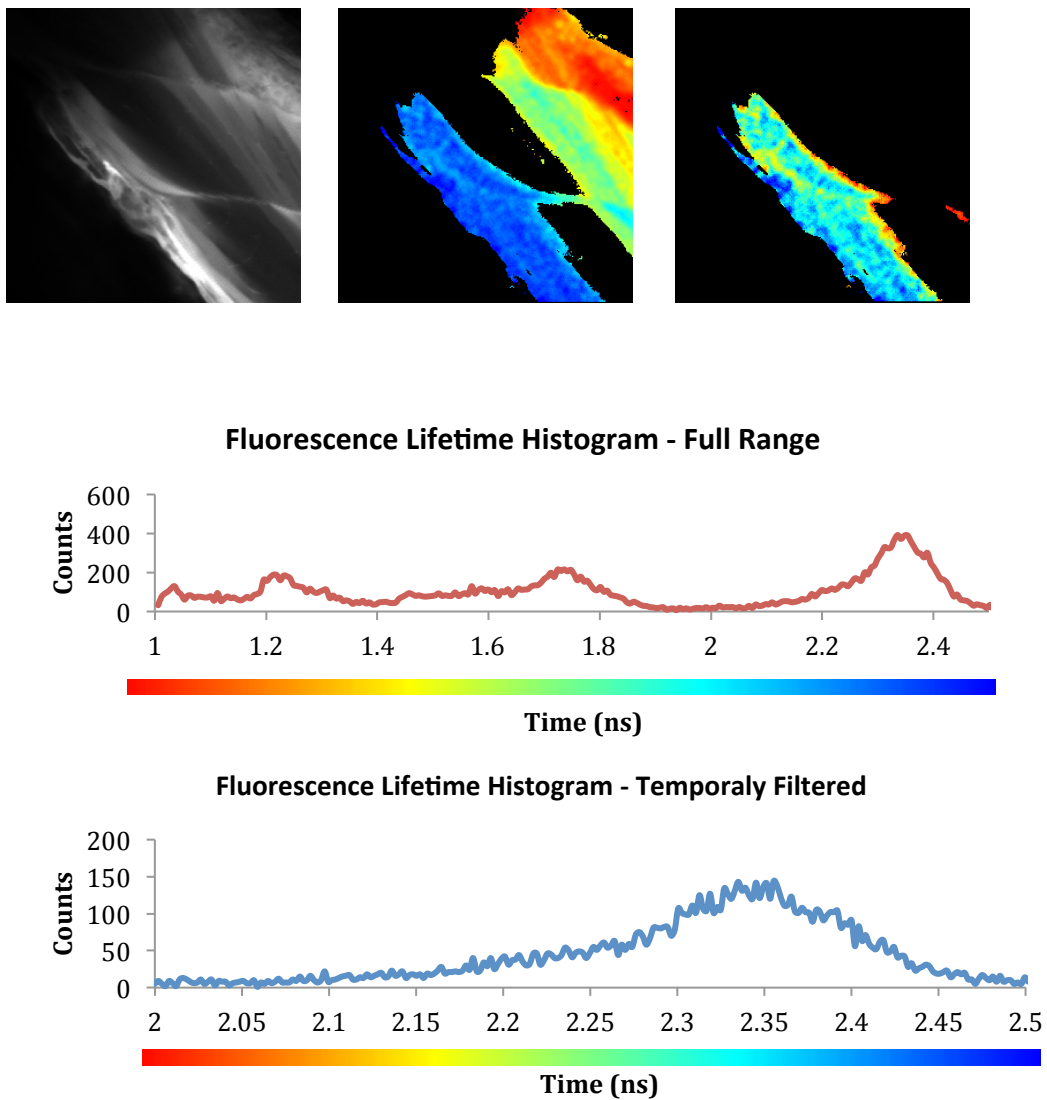 Fluorescence Lifetime Histogram - Full Range
600
400
200
0
Counts
1 1.2 1.4 1.6 1.8 2 2.2 2.4
Time (ns)
Fluorescence Lifetime Histogram - Temporaly Filtered
200
150
100
50
0
Counts
2 2.05 2.1 2.15 2.2 2.25 2.3 2.35 2.4 2.45 2.5
Time (ns)